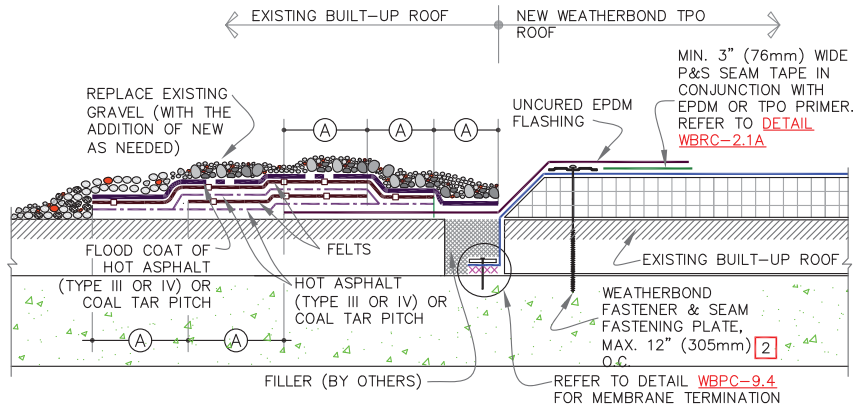 EXISTING BUILT-UP ROOF
NEW WEATHERBOND TPO
ROOF
MIN. 3" (76mm) WIDE
P&S SEAM TAPE IN
CONJUNCTION WITH
EPDM OR TPO PRIMER.
REFER TO DETAIL
WBRC-2.1A
REPLACE EXISTING
GRAVEL (WITH THE
ADDITION OF NEW
AS NEEDED)
UNCURED EPDM
FLASHING
A
A
A
FLOOD COAT OF
HOT ASPHALT
(TYPE III OR IV) OR
COAL TAR PITCH
FELTS
HOT ASPHALT
(TYPE III OR IV) OR
COAL TAR PITCH
EXISTING BUILT-UP ROOF
WEATHERBOND
FASTENER & SEAM
FASTENING PLATE,
MAX. 12" (305mm) 2
O.C.
A
A
FILLER (BY OTHERS)
REFER TO DETAIL WBPC-9.4
FOR MEMBRANE TERMINATION